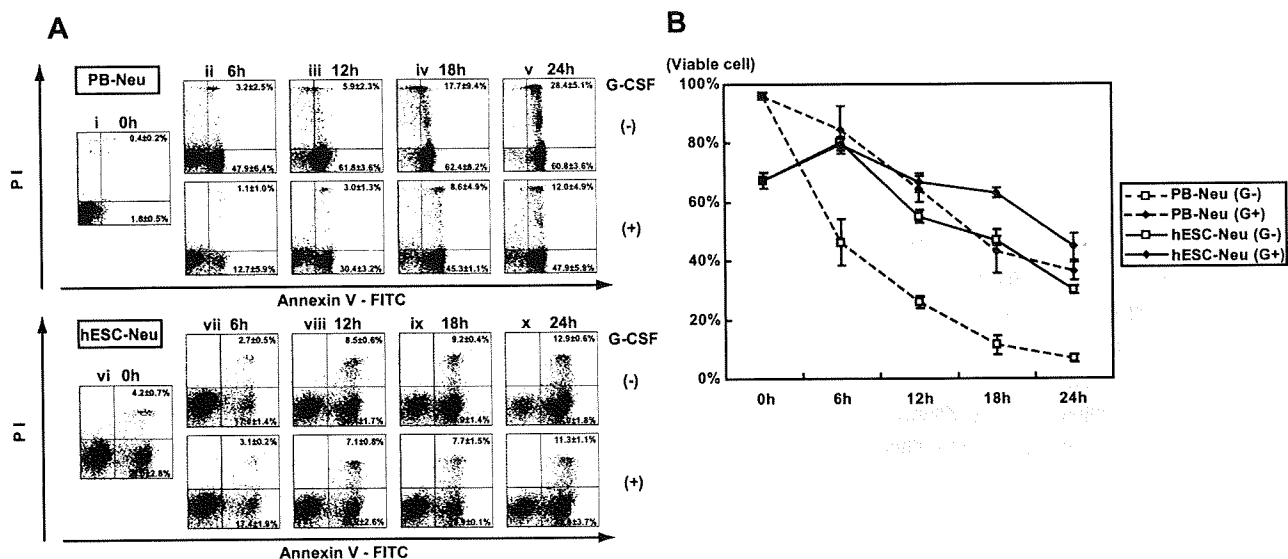 A
PB-Neu
i 0h
0.4±0.2%
1.8±0.5%
ii 6h
iii 12h
iv 18h
v 24h
G-CSF
3.2±2.5%
5.9±2.3%
17.7±9.4%
28.4±5.1%
(-)
47.9±6.4%
61.8±3.6%
62.4±8.2%
60.8±3.6%
1.1±1.0%
3.0±1.3%
8.6±4.9%
12.0±4.9%
(+)
12.7±5.9%
30.4±3.2%
45.3±1.1%
47.9±5.9%
PI
Annexin V - FITC
hESC-Neu
vi 0h
4.2±0.7%
vii 6h
viii 12h
ix 18h
x 24h
G-CSF
2.7±0.5%
8.5±0.6%
9.2±0.4%
12.9±0.6%
(-)
3.1±0.2%
7.1±0.8%
7.7±1.5%
11.3±1.1%
(+)
17.4±1.9%
PI
Annexin V - FITC
B
(Viable cell)
100%
80%
60%
40%
20%
0%
0h
6h
12h
18h
24h
PB-Neu (G-)
PB-Neu (G+)
hESC-Neu (G-)
hESC-Neu (G+)